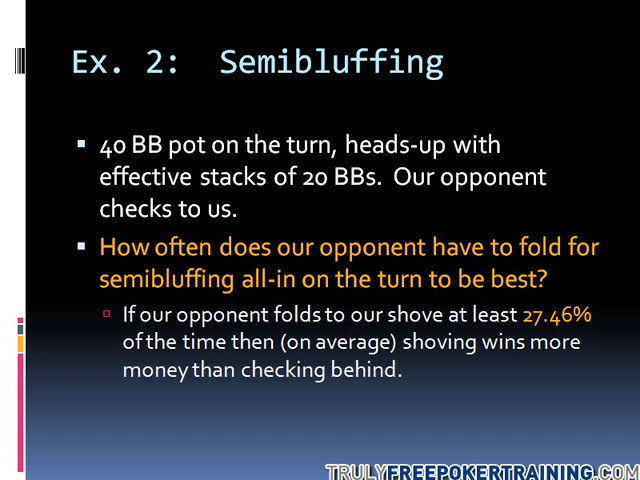 Ex. 2:  Semibluffing
40 BB pot on the turn, heads-up with
effective stacks of 20 BBs.  Our opponent
checks to us.
How often does our opponent have to fold for
semibluffing all-in on the turn to be best?
If our opponent folds to our shove at least 27.46%
of the time then (on average) shoving wins more
money than checking behind.
TRULYFREEPOKERTRAINING.COM